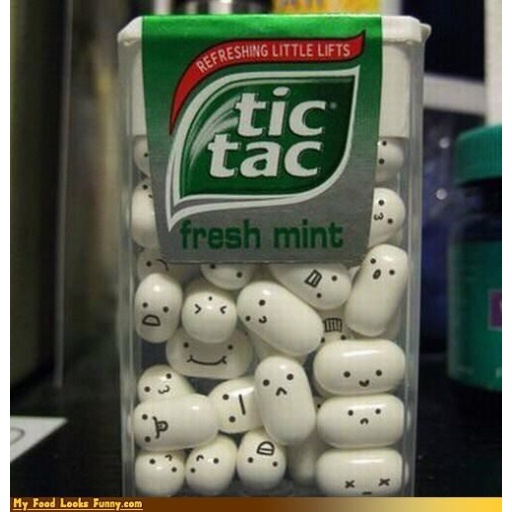 REFRESHING LITTLE LIFTS
tic
tac
fresh mint
My Food Looks Funny.com